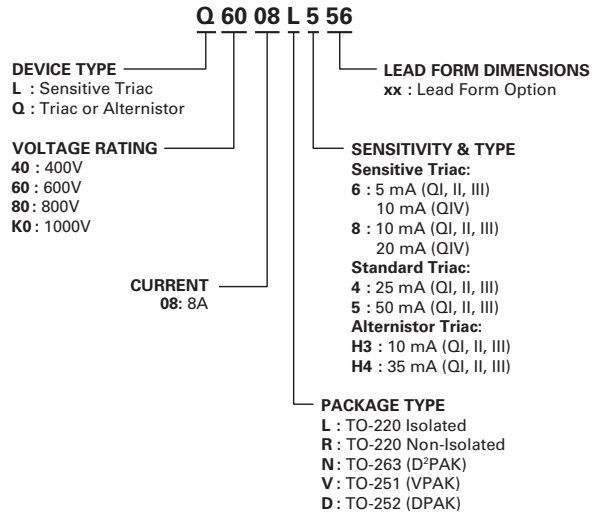 Q 60 08 L 5 56
DEVICE TYPE
L : Sensitive Triac
Q : Triac or Alternistor
VOLTAGE RATING
40 : 400V
60 : 600V
80 : 800V
K0 : 1000V
CURRENT
08: 8A
LEAD FORM DIMENSIONS
xx : Lead Form Option
SENSITIVITY & TYPE
Sensitive Triac:
6 : 5 mA (QI, II, III)
10 mA (QIV)
8 : 10 mA (QI, II, III)
20 mA (QIV)
Standard Triac:
4 : 25 mA (QI, II, III)
5 : 50 mA (QI, II, III)
Alternistor Triac:
H3 : 10 mA (QI, II, III)
H4 : 35 mA (QI, II, III)
PACKAGE TYPE
L : TO-220 Isolated
R : TO-220 Non-Isolated
N : TO-263 (D²PAK)
V : TO-251 (VPAK)
D : TO-252 (DPAK)